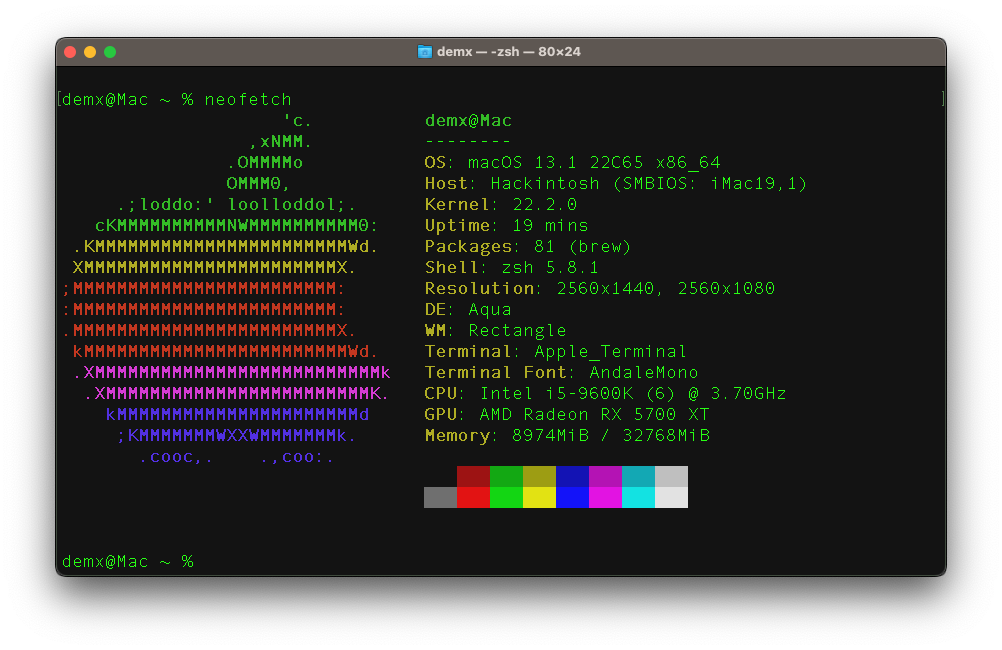 demx — -zsh — 80×24
[demx@Mac ~ % neofetch ]
                    'c.          demx@Mac
                 ,xNMM.          --------
               .OMMMMo           OS: macOS 13.1 22C65 x86_64
               OMMM0,            Host: Hackintosh (SMBIOS: iMac19,1)
     .;loddo:' loolloddol;.      Kernel: 22.2.0
   cKMMMMMMMMMMNWMMMMMMMMMM0:    Uptime: 19 mins
 .KMMMMMMMMMMMMMMMMMMMMMMMWd.    Packages: 81 (brew)
 XMMMMMMMMMMMMMMMMMMMMMMMX.      Shell: zsh 5.8.1
;MMMMMMMMMMMMMMMMMMMMMMMM:       Resolution: 2560x1440, 2560x1080
:MMMMMMMMMMMMMMMMMMMMMMMM:       DE: Aqua
.MMMMMMMMMMMMMMMMMMMMMMMMX.      WM: Rectangle
 kMMMMMMMMMMMMMMMMMMMMMMMMWd.    Terminal: Apple_Terminal
 .XMMMMMMMMMMMMMMMMMMMMMMMMMMk   Terminal Font: AndaleMono
  .XMMMMMMMMMMMMMMMMMMMMMMMMK.   CPU: Intel i5-9600K (6) @ 3.70GHz
    kMMMMMMMMMMMMMMMMMMMMMMd     GPU: AMD Radeon RX 5700 XT
     ;KMMMMMMMWXXWMMMMMMMk.      Memory: 8974MiB / 32768MiB
       .cooc,.    .,coo:.
demx@Mac ~ %